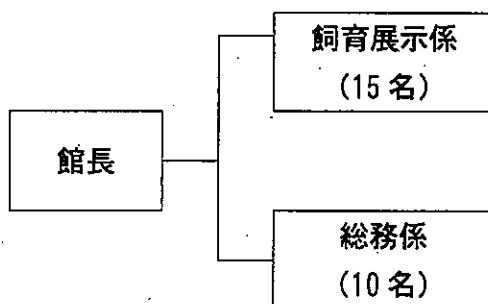 飼育展示係
(15名)
館長
総務係
(10名)